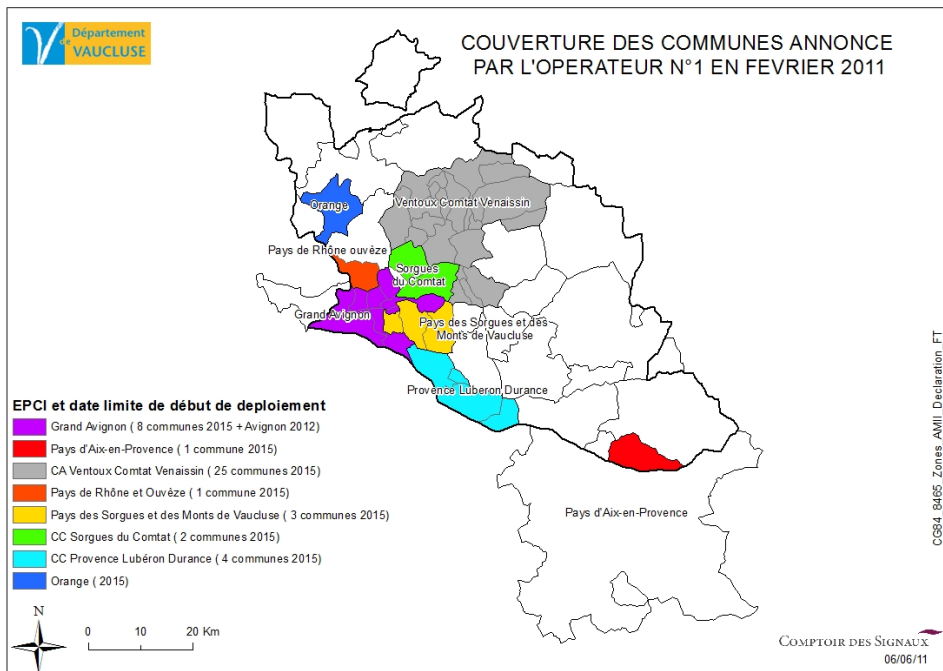 Département
de VAUCLUSE
COUVERTURE DES COMMUNES ANNONCE
PAR L'OPERATEUR N°1 EN FEVRIER 2011
Orange
Ventoux Comtat Venaissin
Pays de Rhône ouvèze
Sorgues
du Comtat
Grand Avignon
Pays des Sorgues et des
Monts de Vaucluse
Provence Luberon Durance
Pays d'Aix-en-Provence
EPCI et date limite de début de deploiement
Grand Avignon ( 8 communes 2015 + Avignon 2012)
Pays d'Aix-en-Provence ( 1 commune 2015)
CA Ventoux Comtat Venaissin ( 25 communes 2015)
Pays de Rhône et Ouvèze ( 1 commune 2015)
Pays des Sorgues et des Monts de Vaucluse ( 3 communes 2015)
CC Sorgues du Comtat ( 2 communes 2015)
CC Provence Lubéron Durance ( 4 communes 2015)
Orange ( 2015)
N
0 10 20 Km
CG84_8465_Zones_AMII_Declaration_FT
COMPTOIR DES SIGNAUX
06/06/11